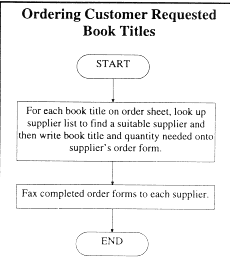 Ordering Customer Requested
Book Titles
START
For each book title on order sheet, look up
supplier list to find a suitable supplier and
then write book title and quantity needed onto
supplier's order form.
Fax completed order forms to each supplier.
END